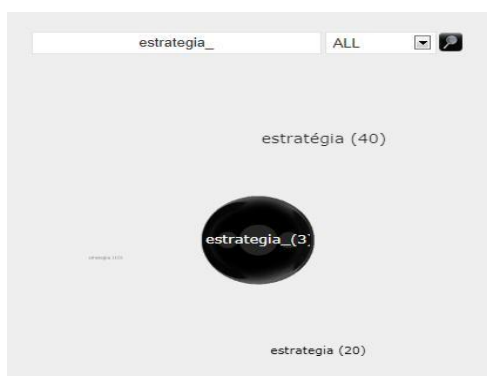 estrategia_
ALL
estratégia (40)
estrategia_(3
estrategia (20)